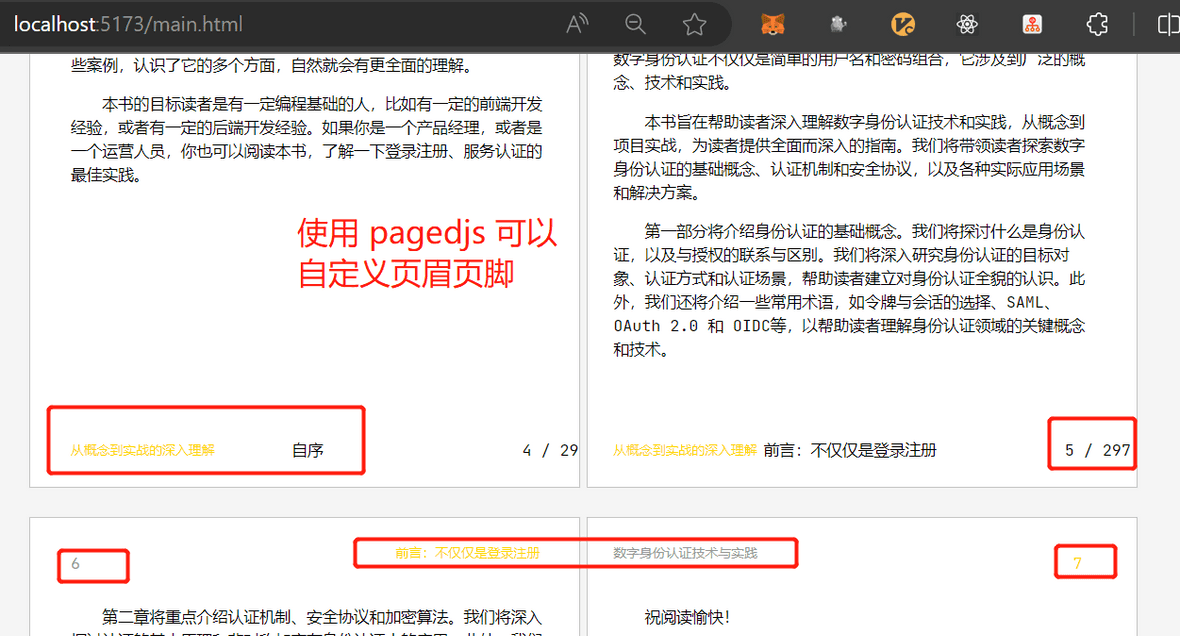 localhost:5173/main.html
些案例，认识了它的多个方面，自然就会有更全面的理解。
本书的目标读者是有一定编程基础的人，比如有一定的前端开发
经验，或者有一定的后端开发经验。如果你是一个产品经理，或者是
一个运营人员，你也可以阅读本书，了解一下登录注册、服务认证的
最佳实践。
使用 pagedjs 可以
自定义页眉页脚
从概念到实战的深入理解 自序 4 / 29
数字身份认证不仅仅是简单的用户名和密码组合，它涉及到广泛的概
念、技术和实践。
本书旨在帮助读者深入理解数字身份认证技术和实践，从概念到
项目实战，为读者提供全面而深入的指南。我们将带领读者探索数字
身份认证的基础概念、认证机制和安全协议，以及各种实际应用场景
和解决方案。
第一部分将介绍身份认证的基础概念。我们将探讨什么是身份认
证，以及与授权的联系与区别。我们将深入研究身份认证的目标对
象、认证方式和认证场景，帮助读者建立对身份认证全貌的认识。此
外，我们还将介绍一些常用术语，如令牌与会话的选择、SAML、
OAuth 2.0 和 OIDC等，以帮助读者理解身份认证领域的关键概念
和技术。
从概念到实战的深入理解 前言：不仅仅是登录注册 5 / 297
6 前言：不仅仅是登录注册
第二章将重点介绍认证机制、安全协议和加密算法。我们将深入
数字身份认证技术与实践 7
祝阅读愉快！